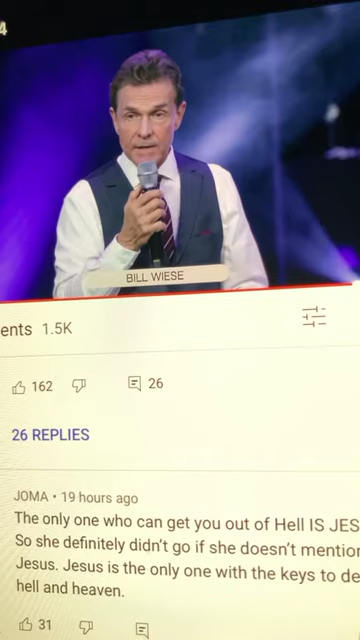 4
BILL WIESE
ents 1.5K
162 26
26 REPLIES
JOMA • 19 hours ago
The only one who can get you out of Hell IS JES
So she definitely didn't go if she doesn't mention
Jesus. Jesus is the only one with the keys to de
hell and heaven.
31